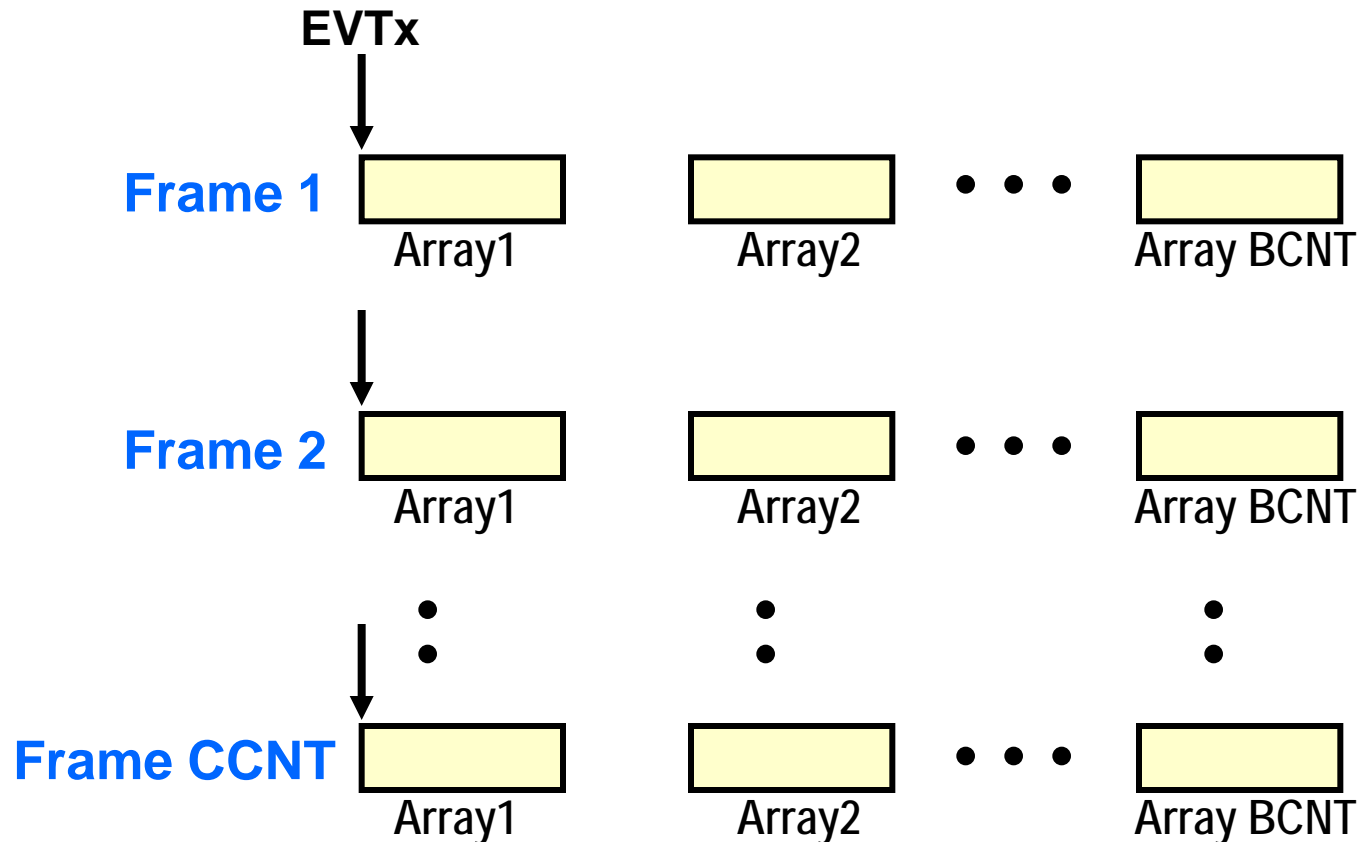 EVTx
Frame 1
Array1 Array2 Array BCNT
Frame 2
Array1 Array2 Array BCNT
Frame CCNT
Array1 Array2 Array BCNT